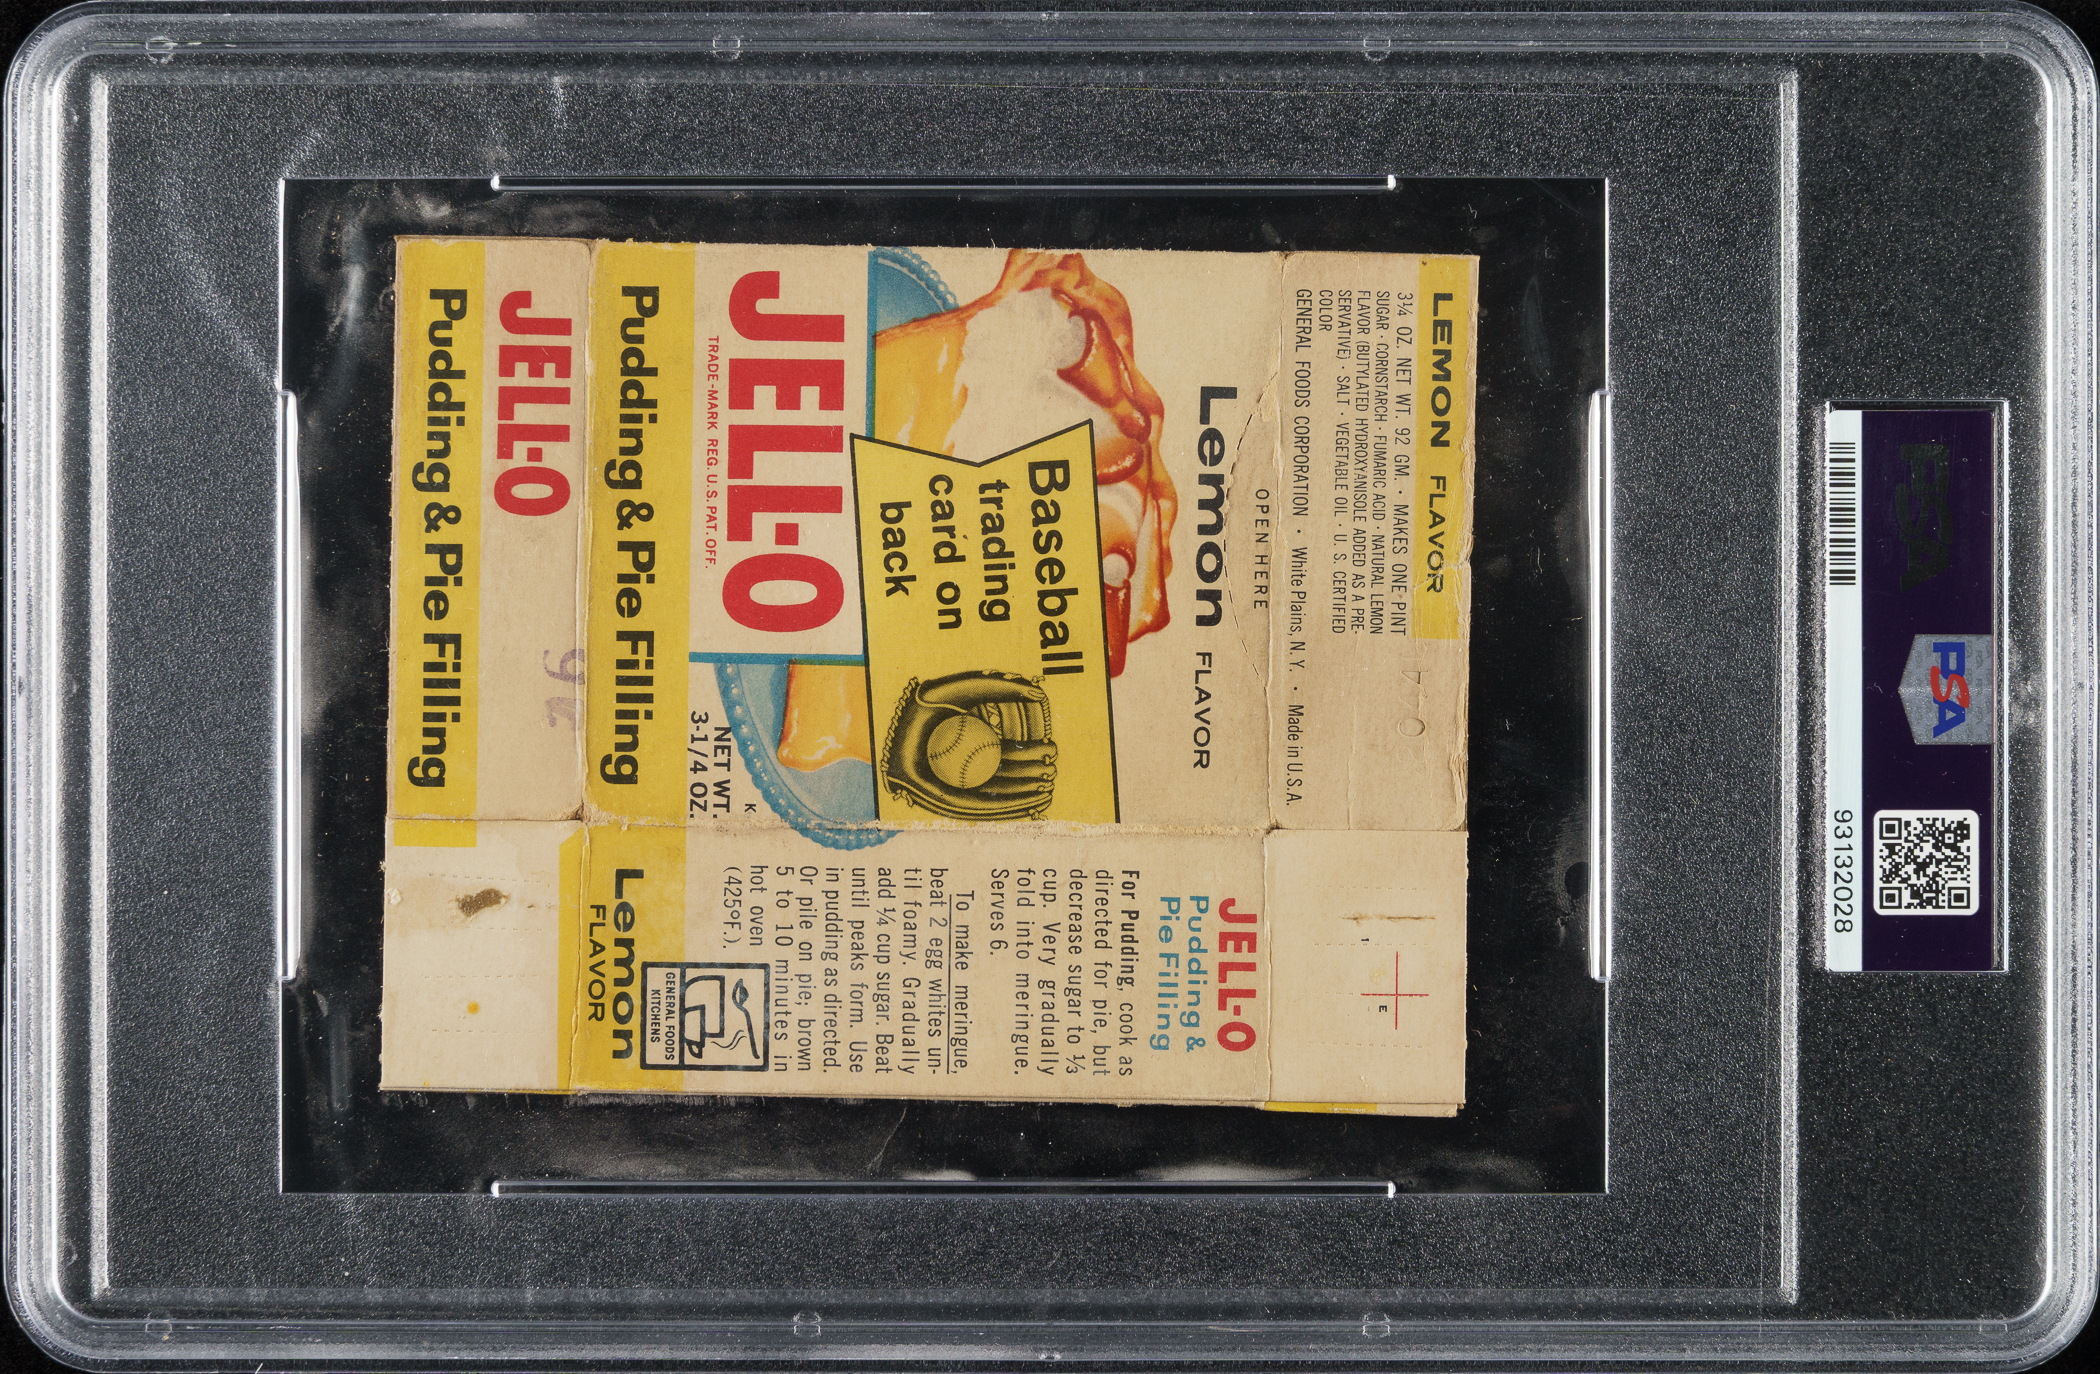 LEMON FLAVOR
3¼ OZ. NET WT. 92 GM. · MAKES ONE PINT
SUGAR · CORNSTARCH · FUMARIC ACID · NATURAL LEMON
FLAVOR (BUTYLATED HYDROXYANISOLE ADDED AS A PRE-
SERVATIVE) · SALT · VEGETABLE OIL · U. S. CERTIFIED
COLOR
GENERAL FOODS CORPORATION · White Plains, N. Y. · Made in U.S.A.
OPEN HERE
Lemon FLAVOR
Baseball
trading
card on
back
JELL-O
TRADE-MARK REG. U.S. PAT. OFF.
K
NET WT.
3-1/4 OZ.
Pudding & Pie Filling
JELL-O
Pudding & Pie Filling
1
E
JELL-O
Pudding &
Pie Filling
For Pudding, cook as
directed for pie, but
decrease sugar to ⅓
cup. Very gradually
fold into meringue.
Serves 6.
To make meringue,
beat 2 egg whites un-
til foamy. Gradually
add ¼ cup sugar. Beat
until peaks form. Use
in pudding as directed.
Or pile on pie; brown
5 to 10 minutes in
hot oven
(425°F.).
GENERAL FOODS
KITCHENS
Lemon
FLAVOR
PSA
PSA
93132028